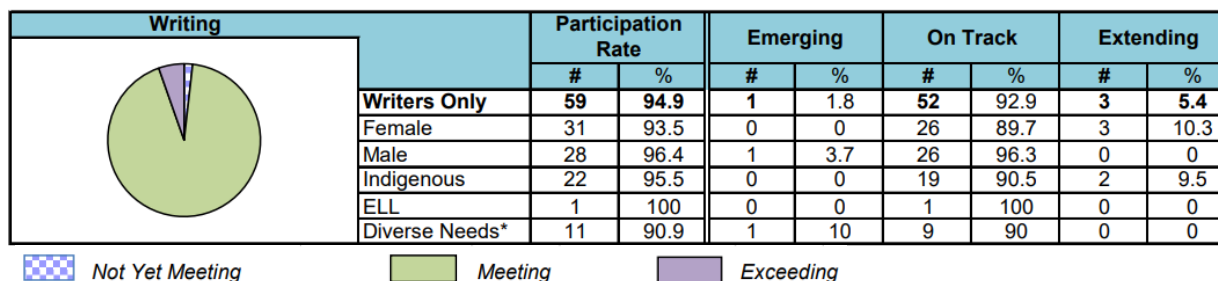 Writing Participation Rate Emerging On Track Extending
# % # % # % # %
Writers Only 59 94.9 1 1.8 52 92.9 3 5.4
Female 31 93.5 0 0 26 89.7 3 10.3
Male 28 96.4 1 3.7 26 96.3 0 0
Indigenous 22 95.5 0 0 19 90.5 2 9.5
ELL 1 100 0 0 1 100 0 0
Diverse Needs* 11 90.9 1 10 9 90 0 0
Not Yet Meeting Meeting Exceeding